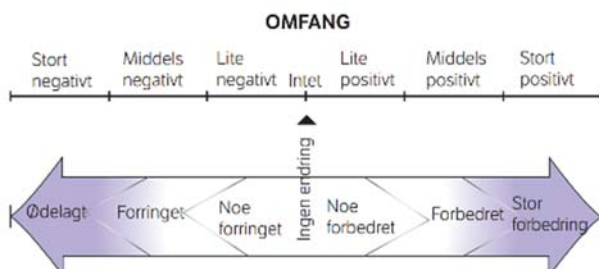 OMFANG
Stort negativt
Middels negativt
Lite negativt
Intet
Lite positivt
Middels positivt
Stort positivt
Ingen endring
Ødelagt
Forringet
Noe forringet
Noe forbedret
Forbedret
Stor forbedring